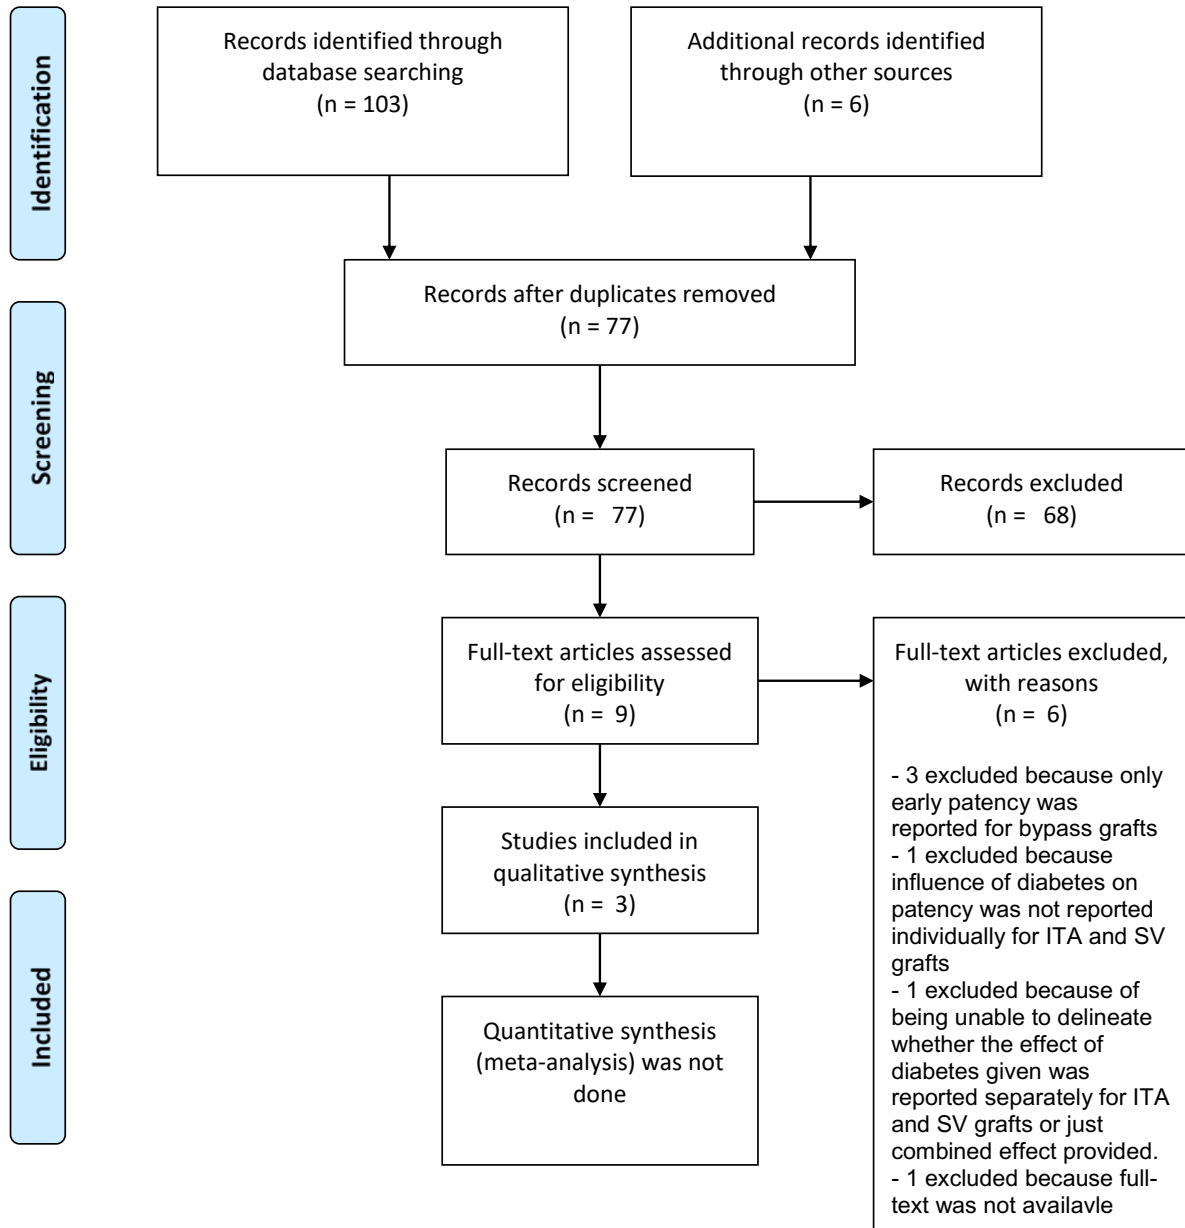 Identification
Records identified through
database searching
(n = 103)
Additional records identified
through other sources
(n = 6)
Records after duplicates removed
(n = 77)
Screening
Records screened
(n = 77)
Records excluded
(n = 68)
Eligibility
Full-text articles assessed
for eligibility
(n = 9)
Full-text articles excluded,
with reasons
(n = 6)
- 3 excluded because only
early patency was
reported for bypass grafts
- 1 excluded because
influence of diabetes on
patency was not reported
individually for ITA and SV
grafts
- 1 excluded because of
being unable to delineate
whether the effect of
diabetes given was
reported separately for ITA
and SV grafts or just
combined effect provided.
- 1 excluded because full-
text was not availavle
Studies included in
qualitative synthesis
(n = 3)
Included
Quantitative synthesis
(meta-analysis) was not
done